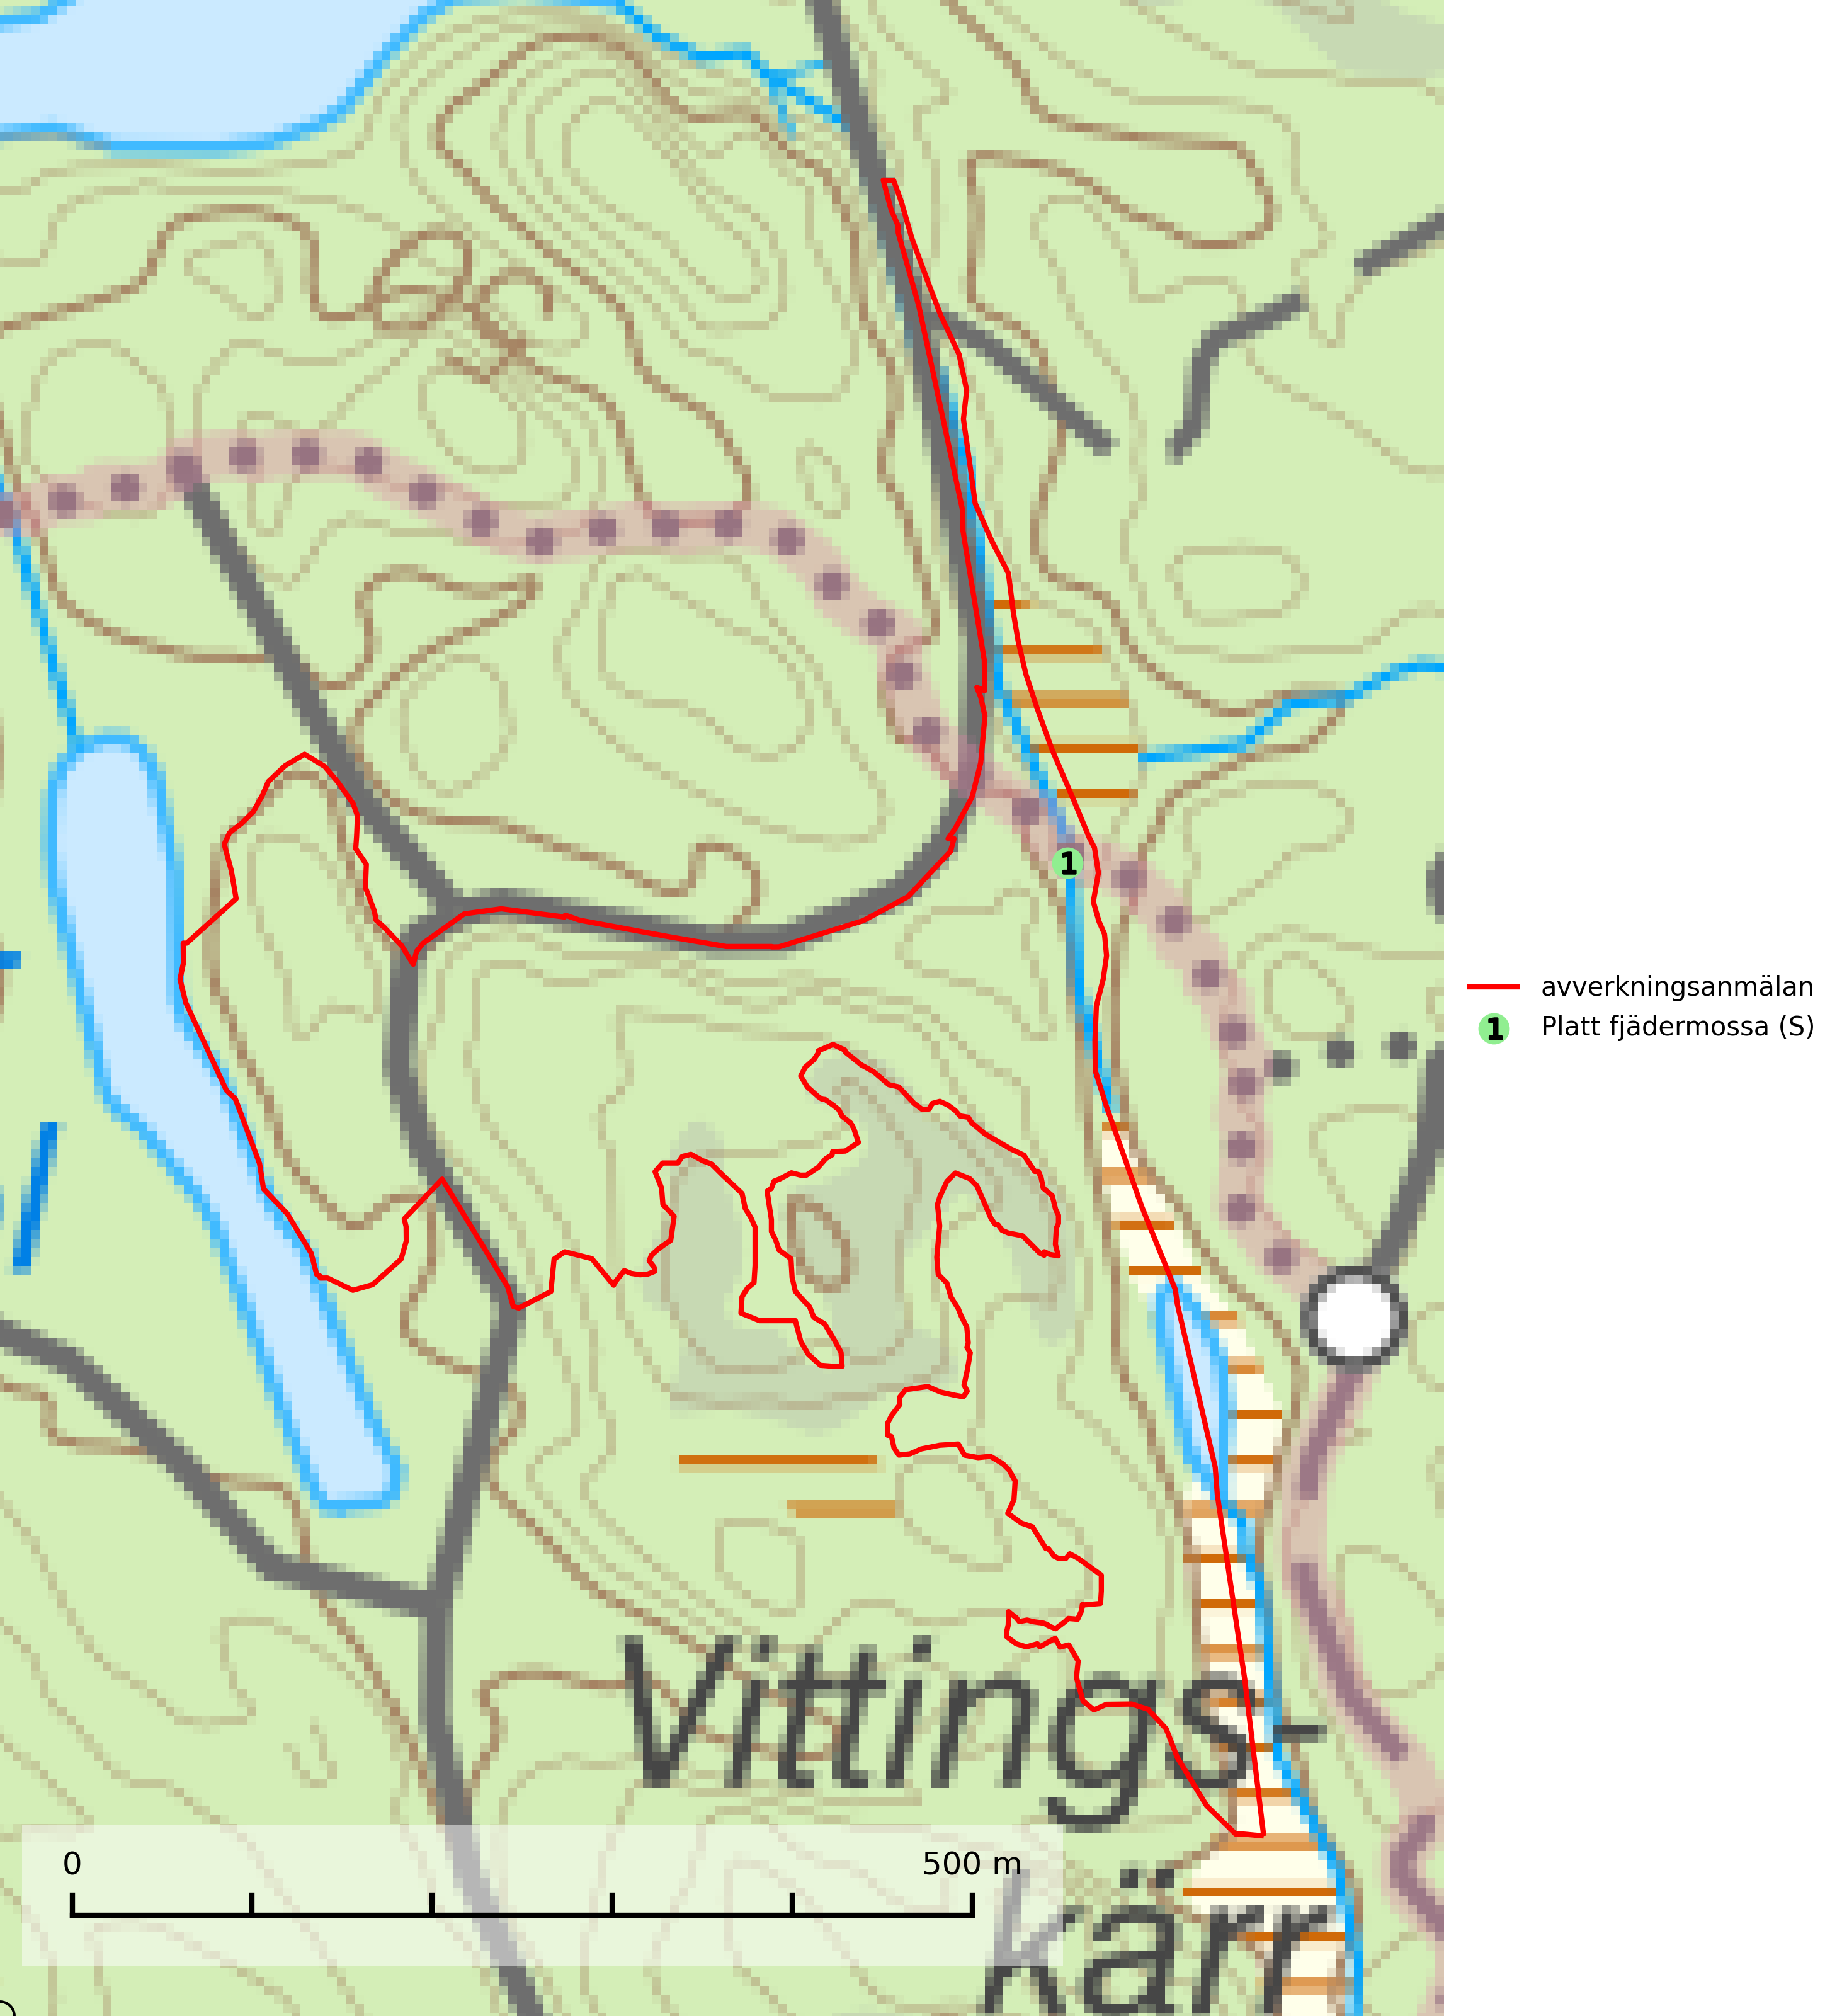 1
avverkningsanmälan
1 Platt fjädermossa (S)
Vittings-
kärr
0 500 m